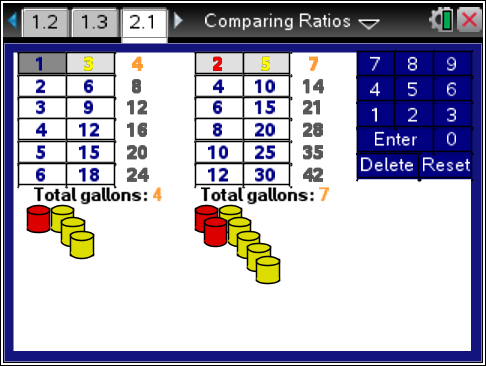 1.2 1.3 2.1 Comparing Ratios
1 3 4 2 5 7 7 8 9
2 6 8 4 10 14 4 5 6
3 9 12 6 15 21 1 2 3
4 12 16 8 20 28 Enter 0
5 15 20 10 25 35 Delete Reset
6 18 24 12 30 42
Total gallons: 4 Total gallons: 7